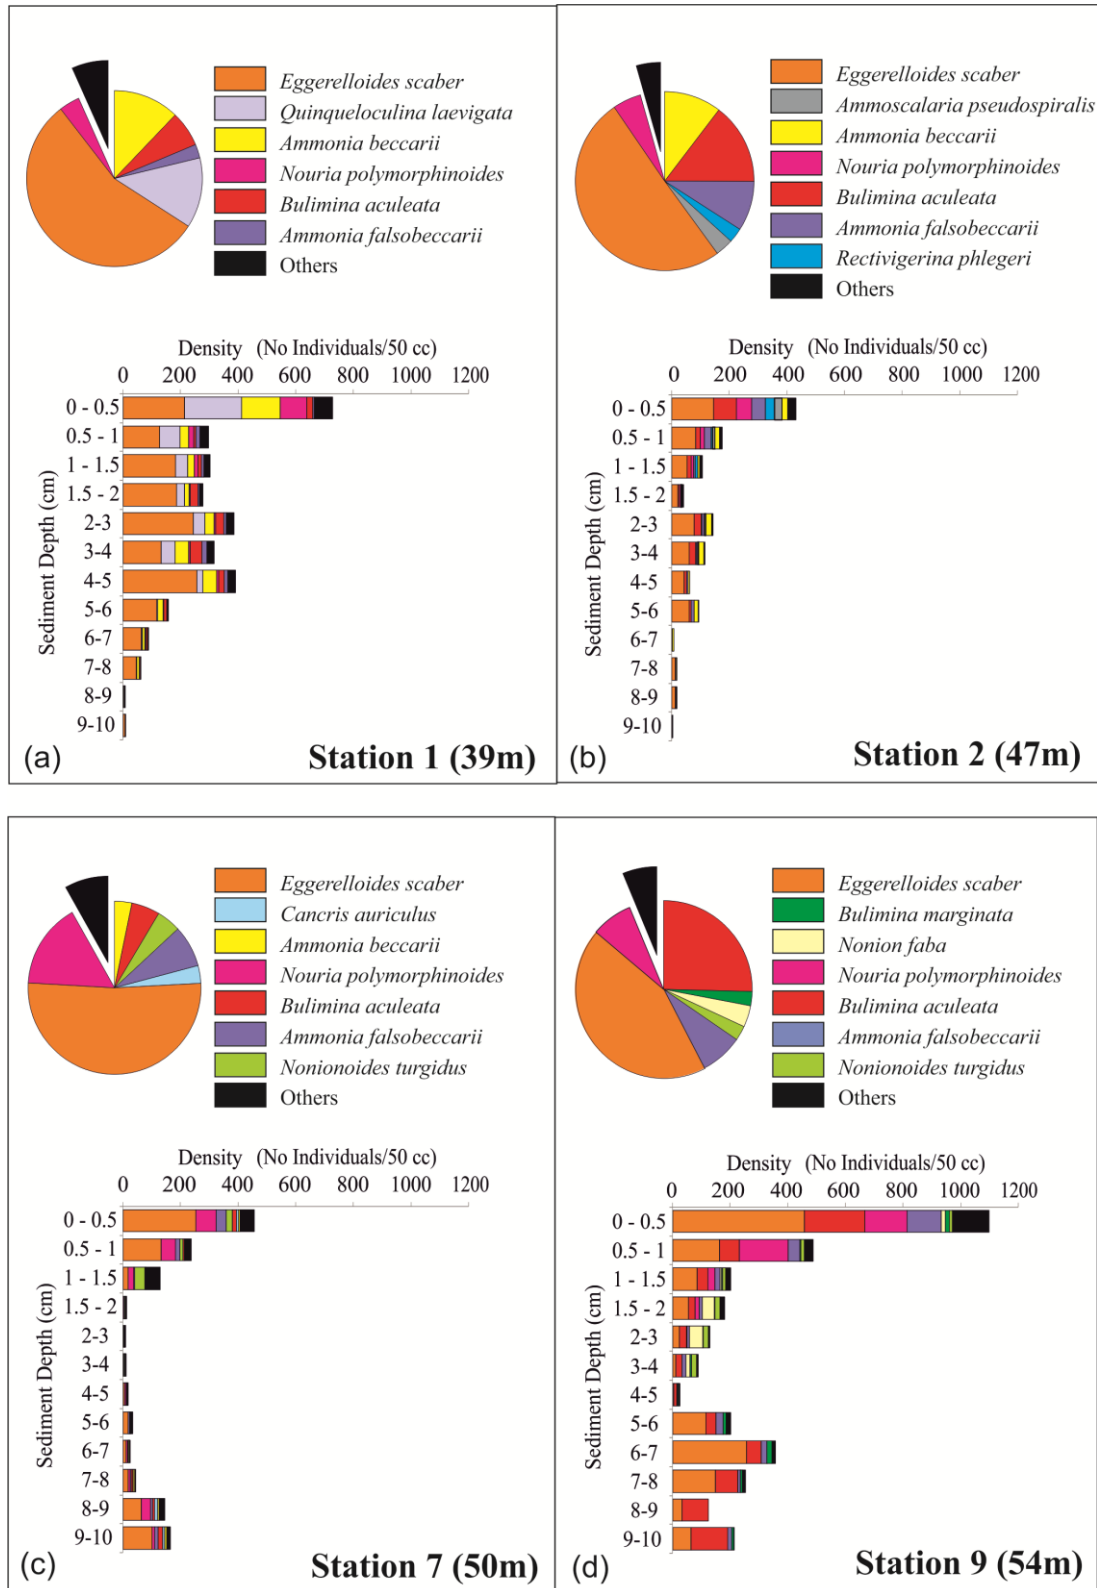 Eggerelloides scaber
Quinqueloculina laevigata
Ammonia beccarii
Nouria polymorphinoides
Bulimina aculeata
Ammonia falsobeccarii
Others
Density (No Individuals/50 cc)
0 200 400 600 800 1000 1200
Sediment Depth (cm)
0 - 0.5
0.5 - 1
1 - 1.5
1.5 - 2
2-3
3-4
4-5
5-6
6-7
7-8
8-9
9-10
(a) Station 1 (39m)
Eggerelloides scaber
Ammoscalaria pseudospiralis
Ammonia beccarii
Nouria polymorphinoides
Bulimina aculeata
Ammonia falsobeccarii
Rectivigerina phlegeri
Others
Density (No Individuals/50 cc)
0 200 400 600 800 1000 1200
Sediment Depth (cm)
0 - 0.5
0.5 - 1
1 - 1.5
1.5 - 2
2-3
3-4
4-5
5-6
6-7
7-8
8-9
9-10
(b) Station 2 (47m)
Eggerelloides scaber
Cancris auriculus
Ammonia beccarii
Nouria polymorphinoides
Bulimina aculeata
Ammonia falsobeccarii
Nonionoides turgidus
Others
Density (No Individuals/50 cc)
0 200 400 600 800 1000 1200
Sediment Depth (cm)
0 - 0.5
0.5 - 1
1 - 1.5
1.5 - 2
2-3
3-4
4-5
5-6
6-7
7-8
8-9
9-10
(c) Station 7 (50m)
Eggerelloides scaber
Bulimina marginata
Nonion faba
Nouria polymorphinoides
Bulimina aculeata
Ammonia falsobeccarii
Nonionoides turgidus
Others
Density (No Individuals/50 cc)
0 200 400 600 800 1000 1200
Sediment Depth (cm)
0 - 0.5
0.5 - 1
1 - 1.5
1.5 - 2
2-3
3-4
4-5
5-6
6-7
7-8
8-9
9-10
(d) Station 9 (54m)